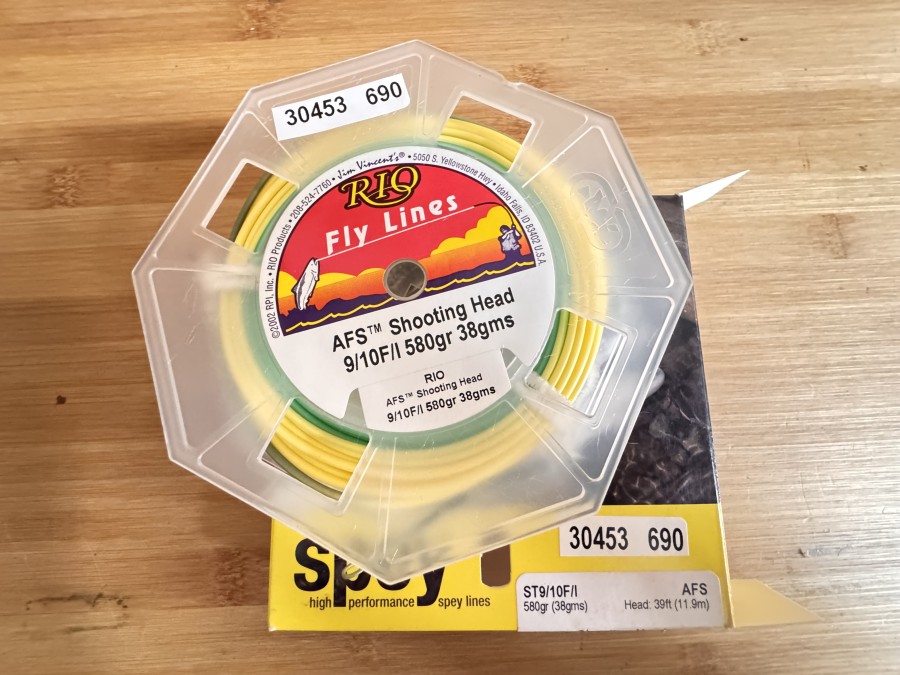 30453 690
©2002 RPI, Inc. • RIO Products • 208-524-7760 • Jim Vincent's® • 5050 S. Yellowstone Hwy • Idaho Falls, ID 83402 U.S.A.
RIO
Fly Lines
AFS™ Shooting Head
9/10F/I 580gr 38gms
RIO
AFS™ Shooting Head
9/10F/I 580gr 38gms
30453 690
spey
high performance spey lines
ST9/10F/I AFS
580gr (38gms) Head: 39ft (11.9m)